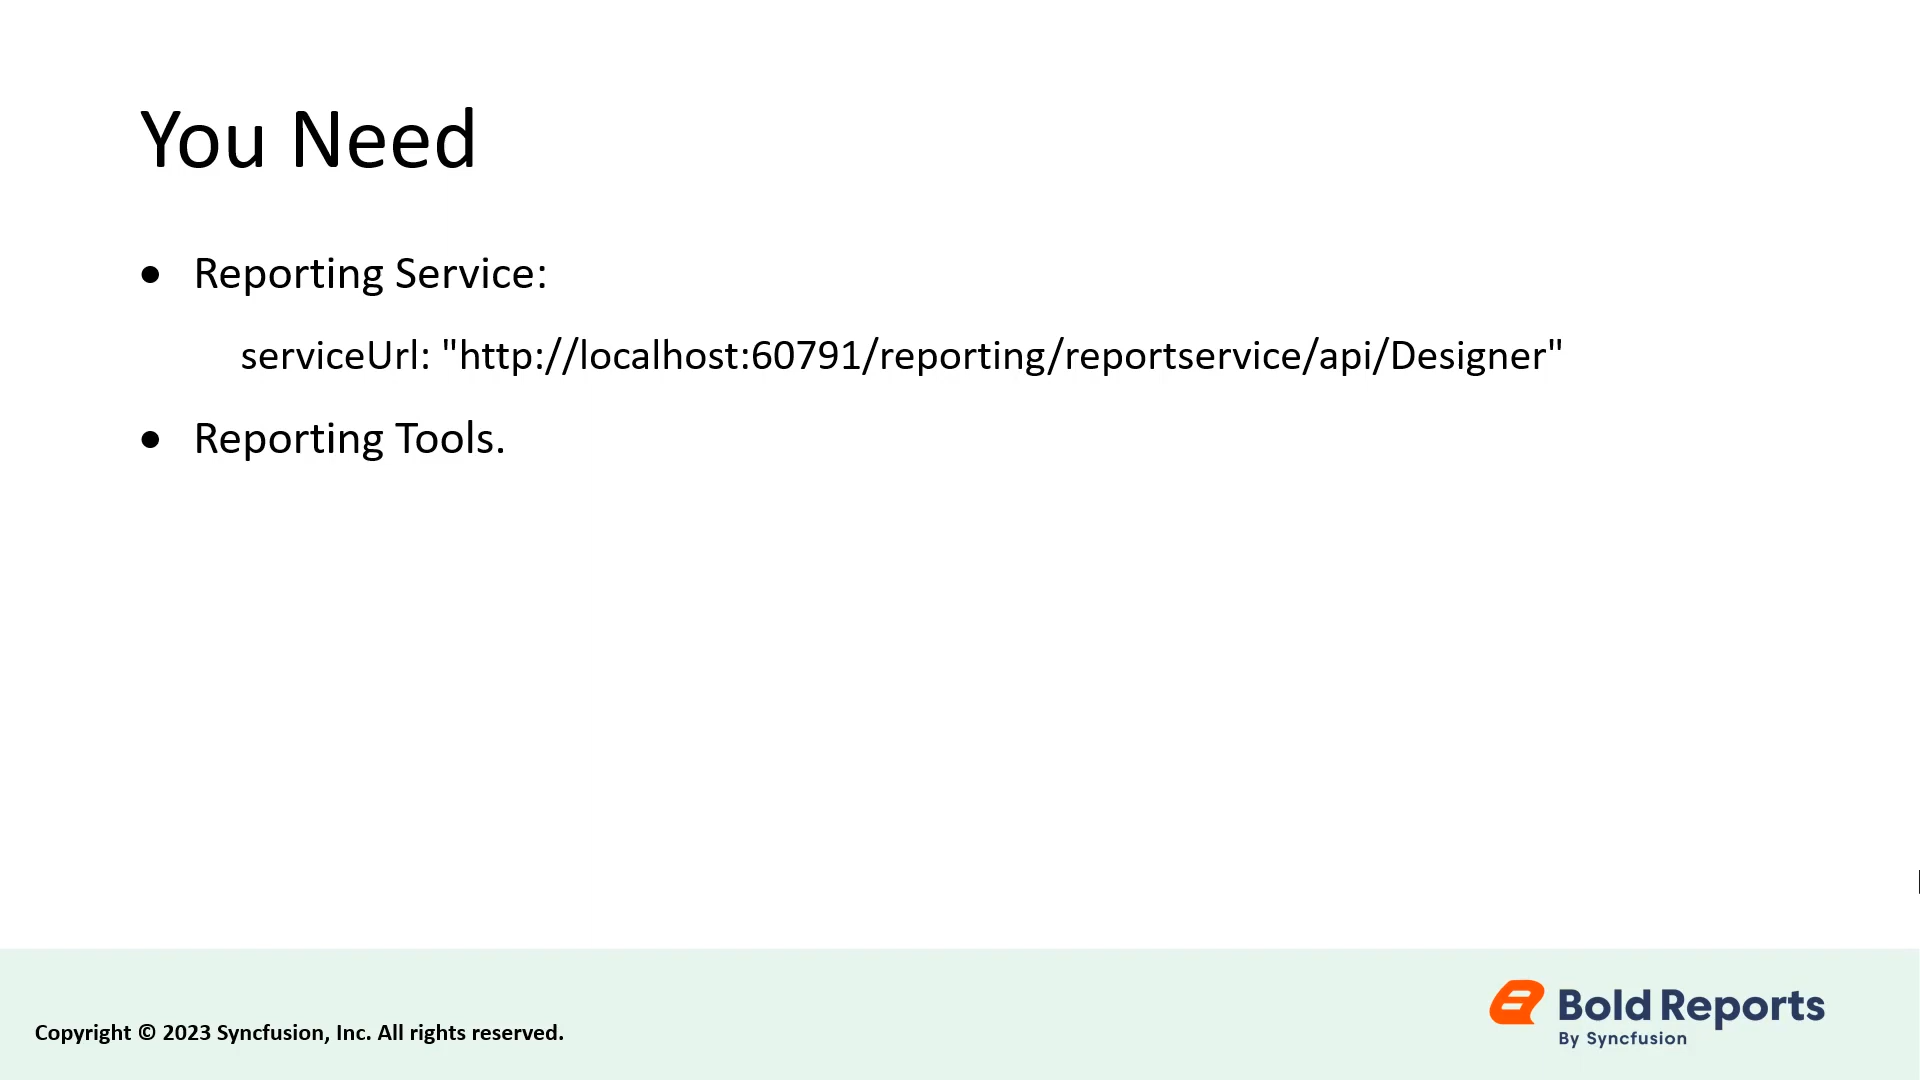 You Need
● Reporting Service:
serviceUrl: "http://localhost:60791/reporting/reportservice/api/Designer"
● Reporting Tools.
Copyright © 2023 Syncfusion, Inc. All rights reserved.
Bold Reports
By Syncfusion